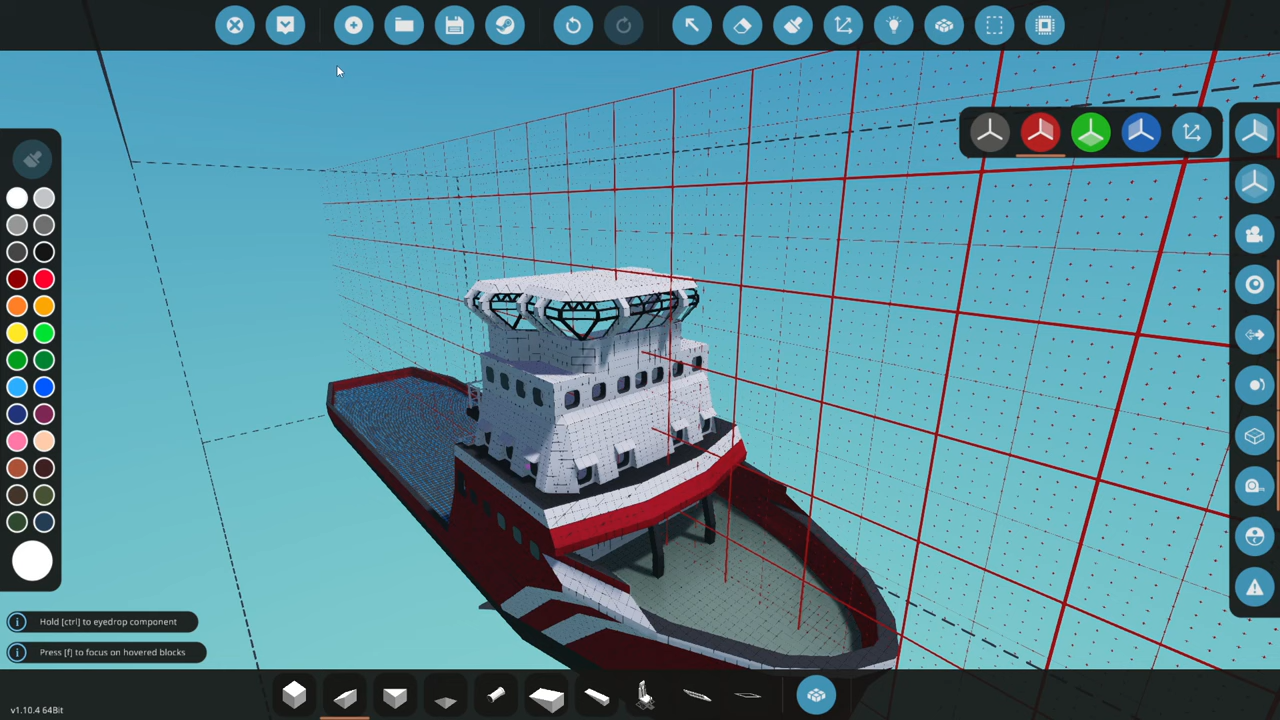 Hold [ctrl] to eyedrop component
Press [f] to focus on hovered blocks
v1.10.4 64Bit